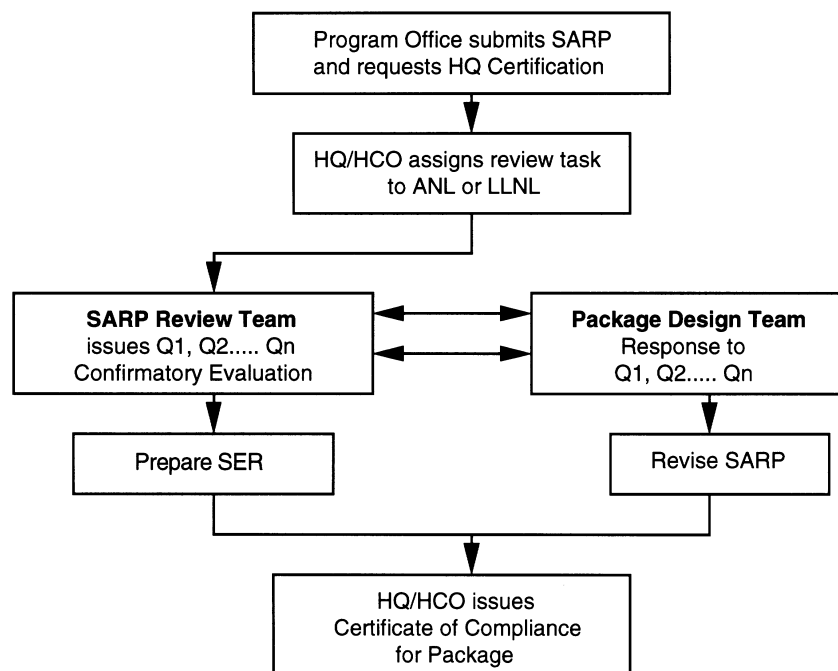 Program Office submits SARP
and requests HQ Certification
HQ/HCO assigns review task
to ANL or LLNL
SARP Review Team
issues Q1, Q2..... Qn
Confirmatory Evaluation
Package Design Team
Response to
Q1, Q2..... Qn
Prepare SER
Revise SARP
HQ/HCO issues
Certificate of Compliance
for Package